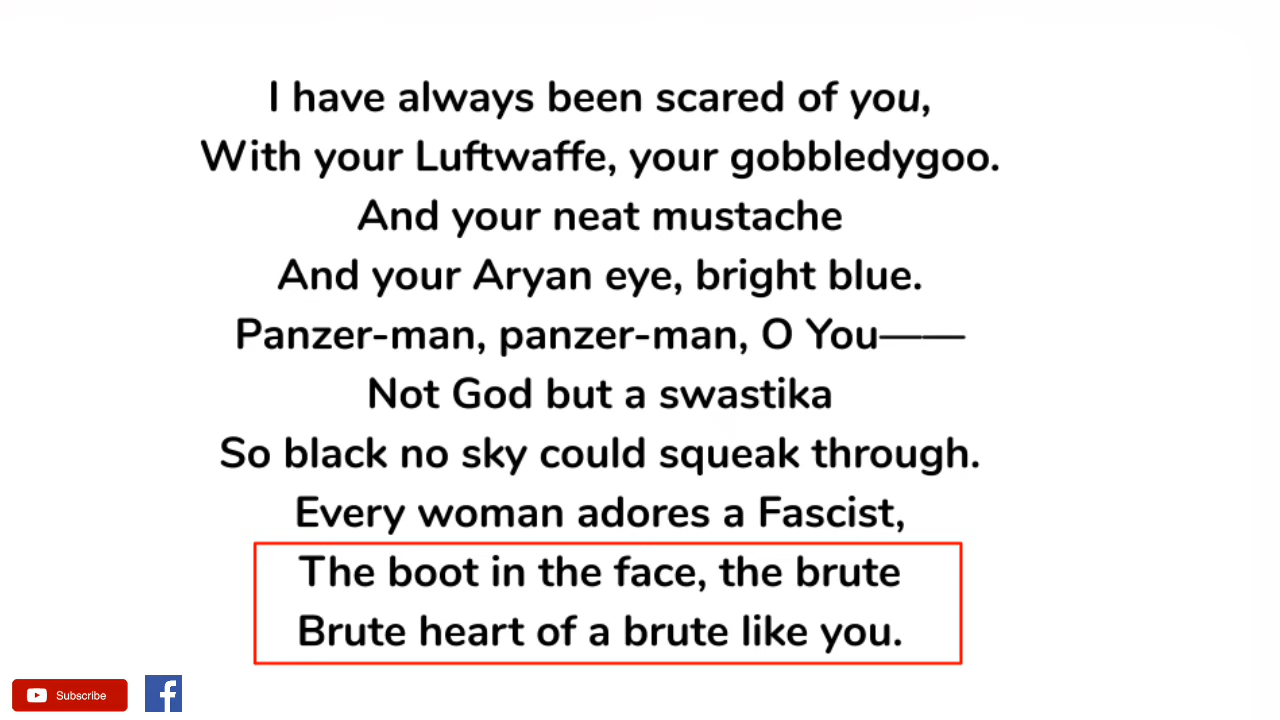 I have always been scared of you,
With your Luftwaffe, your gobbledygoo.
And your neat mustache
And your Aryan eye, bright blue.
Panzer-man, panzer-man, O You——
Not God but a swastika
So black no sky could squeak through.
Every woman adores a Fascist,
The boot in the face, the brute
Brute heart of a brute like you.
Subscribe